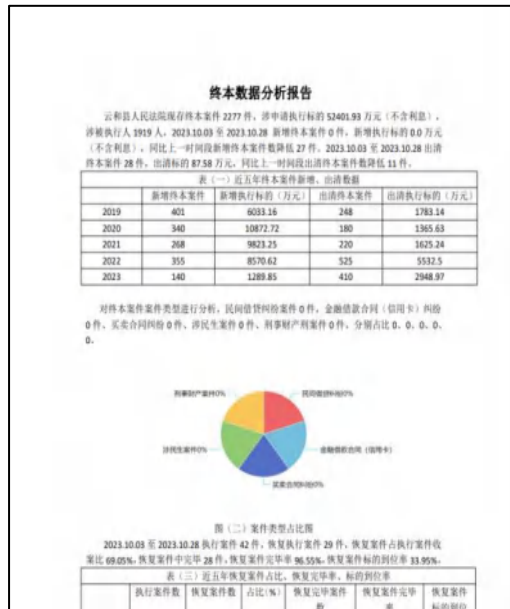 终本数据分析报告
云和县人民法院现存终本案件 2277 件，涉申请执行标的 52401.93 万元（不含利息），
涉被执行人 1919 人，2023.10.03 至 2023.10.28 新增终本案件 0 件，新增执行标的 0.0 万元
（不含利息），同比上一时间段新增终本案件数降低 27 件。2023.10.03 至 2023.10.28 出清
终本案件 28 件，出清标的 87.58 万元，同比上一时间段出清终本案件数降低 11 件。
表（一）近五年终本案件新增、出清数据
新增终本案件 新增执行标的（万元） 出清终本案件 出清执行标的（万元）
2019 401 6033.16 248 1783.14
2020 340 10872.72 180 1365.63
2021 268 9823.25 220 1625.24
2022 355 8570.62 525 5532.5
2023 140 1289.85 410 2948.97
对终本案件案件类型进行分析，民间借贷纠纷案件 0 件，金融借款合同（信用卡）纠纷
0 件、买卖合同纠纷 0 件、涉民生案件 0 件、刑事财产刑案件 0 件，分别占比 0、0、0、0、
0。
刑事财产案件0% 民间借贷纠纷0%
涉民生案件0% 金融借款合同（信用卡）
买卖合同纠纷0%
图（二）案件类型占比图
2023.10.03 至 2023.10.28 执行案件 42 件，恢复执行案件 29 件，恢复案件占执行案件收
案比 69.05%，恢复案件中完毕 28 件，恢复案件完毕率 96.55%，恢复案件标的到位率 33.95%。
表（三）近五年恢复案件占比、恢复完毕率、标的到位率
执行案件数 恢复案件数 占比(%) 恢复完毕案件 恢复案件完毕 恢复案件
数 率 标的到位